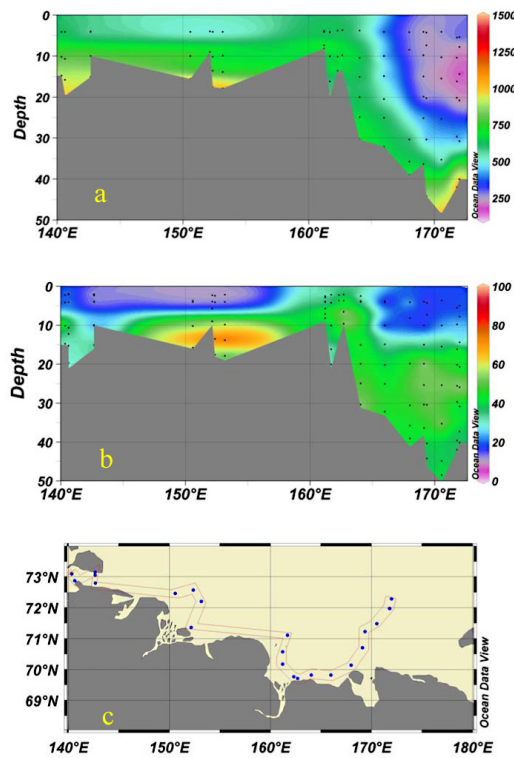 0
10
20
30
40
50
Depth
a
140°E 150°E 160°E 170°E
1500
1250
1000
750
500
250
Ocean Data View
0
10
20
30
40
50
Depth
b
140°E 150°E 160°E 170°E
100
80
60
40
20
0
Ocean Data View
73°N
72°N
71°N
70°N
69°N
c
140°E 150°E 160°E 170°E 180°E
Ocean Data View